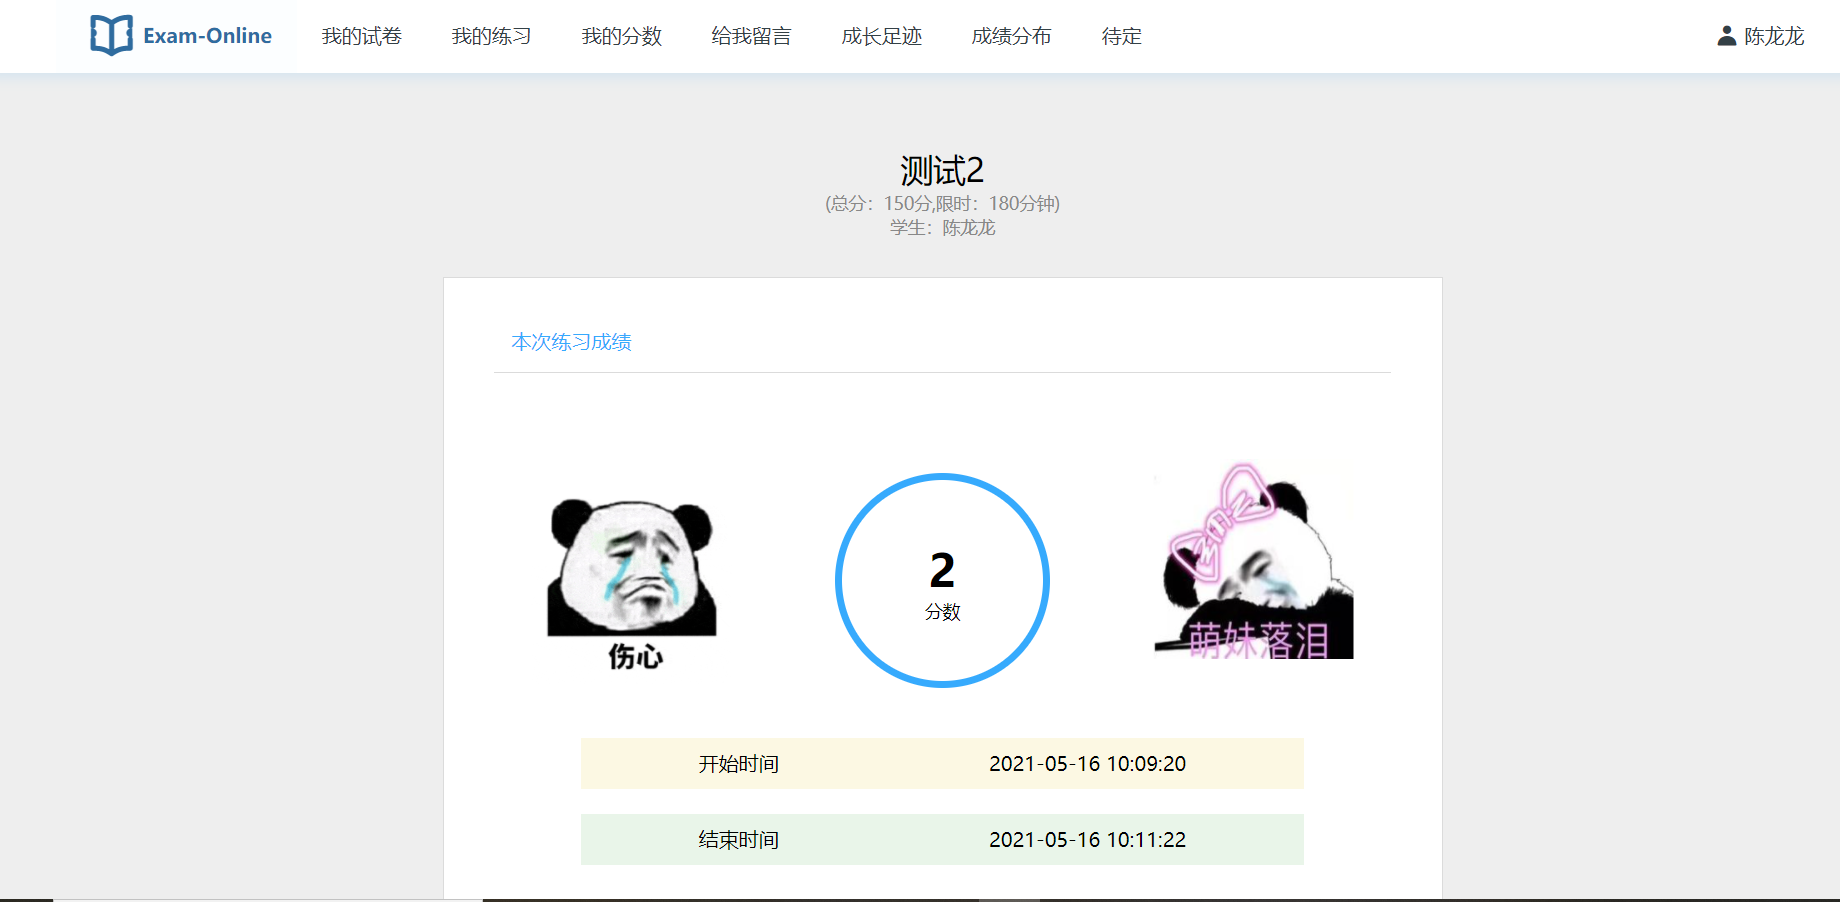 Exam-Online 我的试卷 我的练习 我的分数 给我留言 成长足迹 成绩分布 待定 陈龙龙
测试2
(总分：150分,限时：180分钟)
学生：陈龙龙
本次练习成绩
2
分数
伤心
萌妹落泪
开始时间 2021-05-16 10:09:20
结束时间 2021-05-16 10:11:22